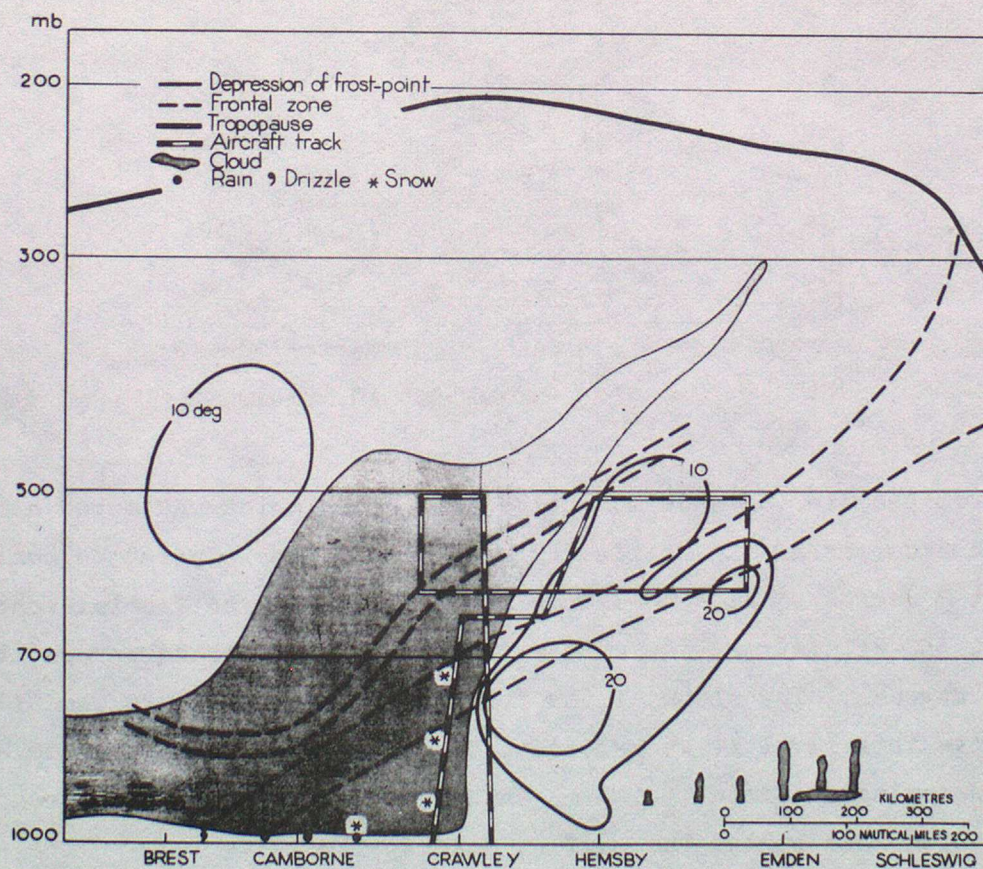 mb
200
Depression of frost-point
Frontal zone
Tropopause
Aircraft track
Cloud
Rain Drizzle Snow
300
10 deg
500
10
20
700
20
KILOMETRES
0 100 200 300
0 100 NAUTICAL MILES 200
1000
BREST CAMBORNE CRAWLEY HEMSBY EMDEN SCHLESWIG